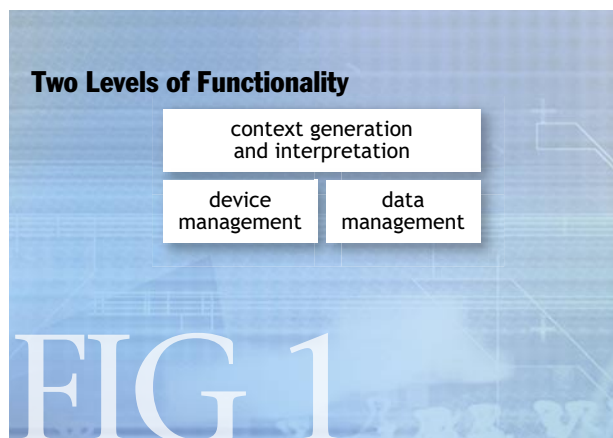 Two Levels of Functionality
context generation
and interpretation
device
management
data
management
FIG 1